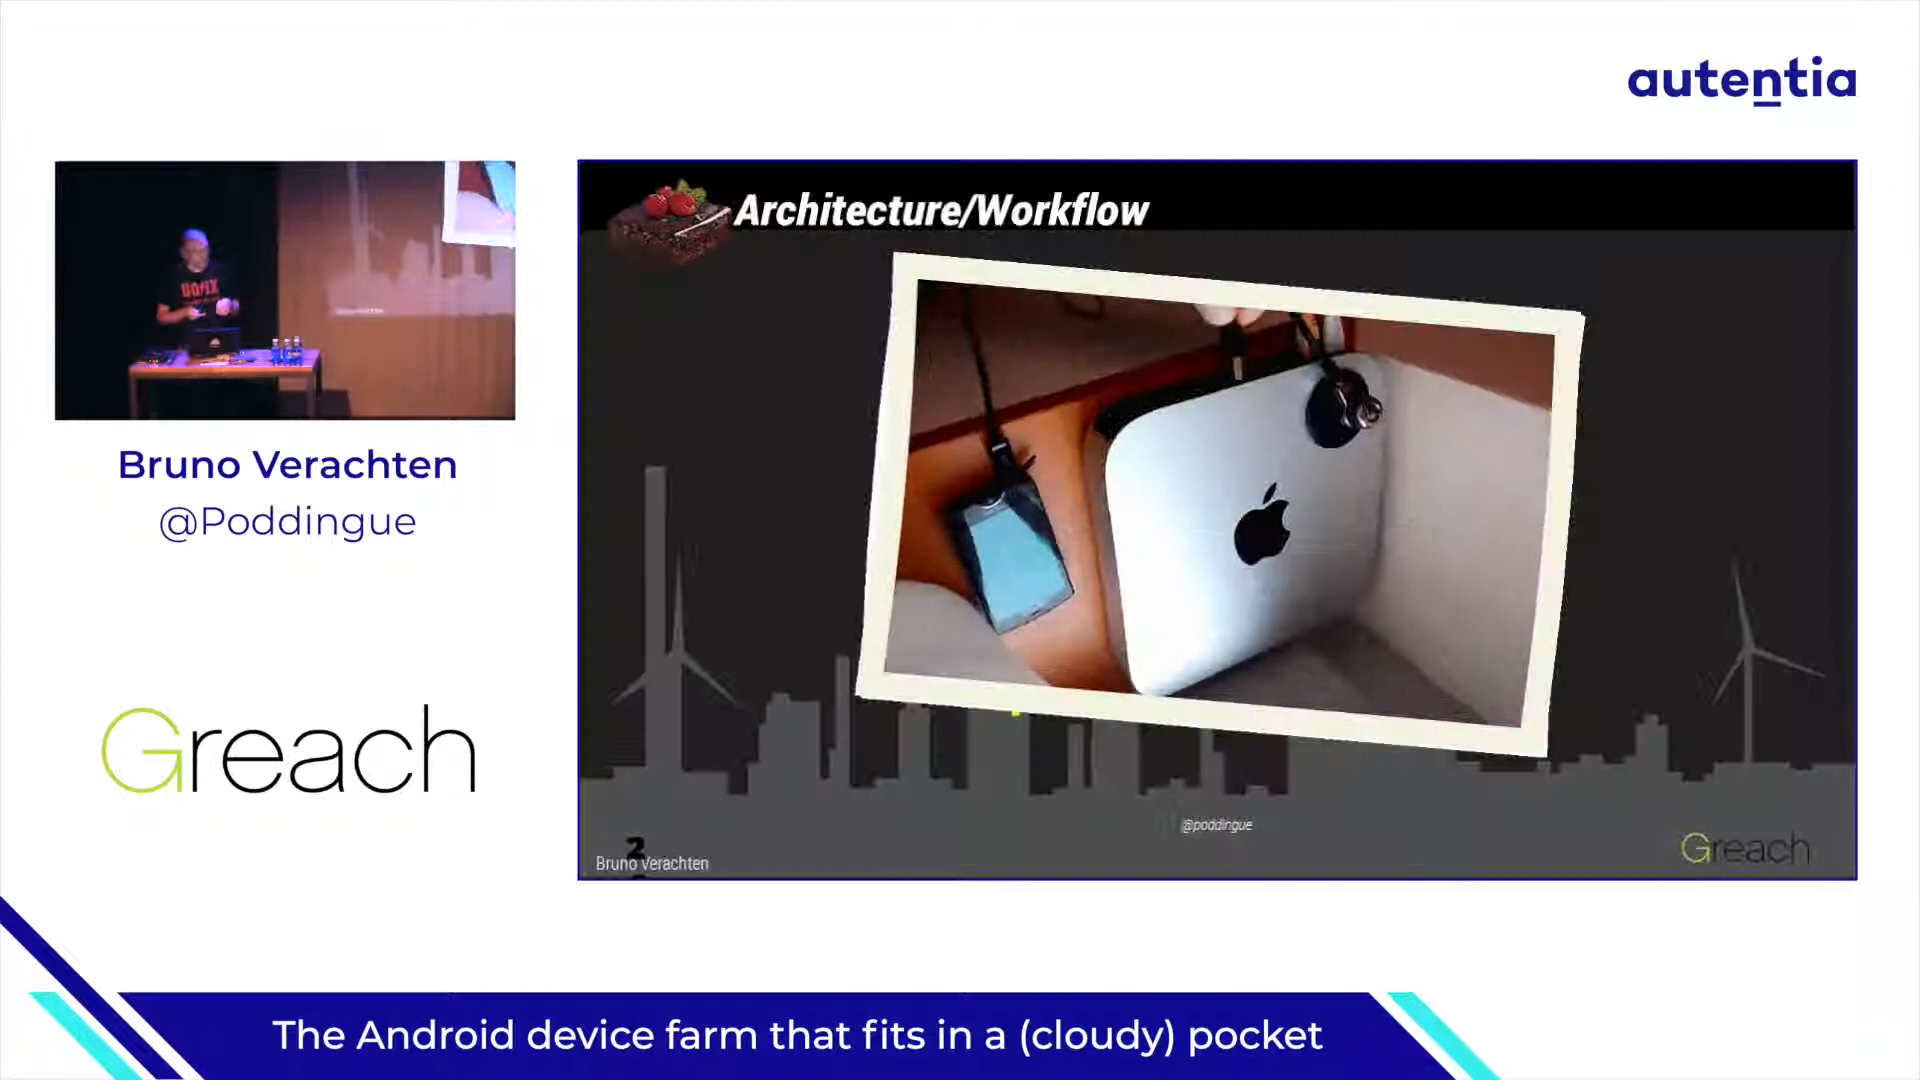 autentia
Architecture/Workflow
Bruno Verachten
@Poddingue
Greach
@poddingue
2
Bruno Verachten
Greach
The Android device farm that fits in a (cloudy) pocket